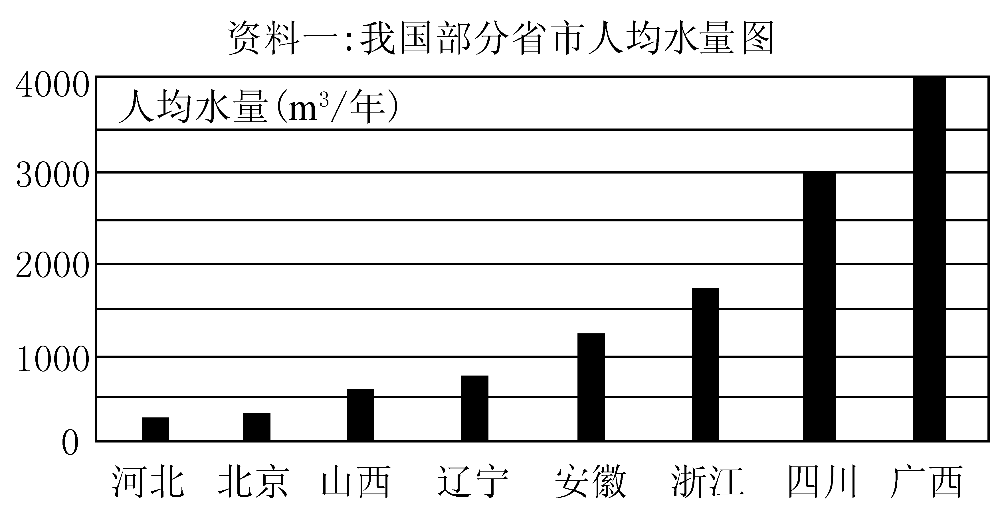 资料一:我国部分省市人均水量图
4000
人均水量(m³/年)
3000
2000
1000
0
河北 北京 山西 辽宁 安徽 浙江 四川 广西